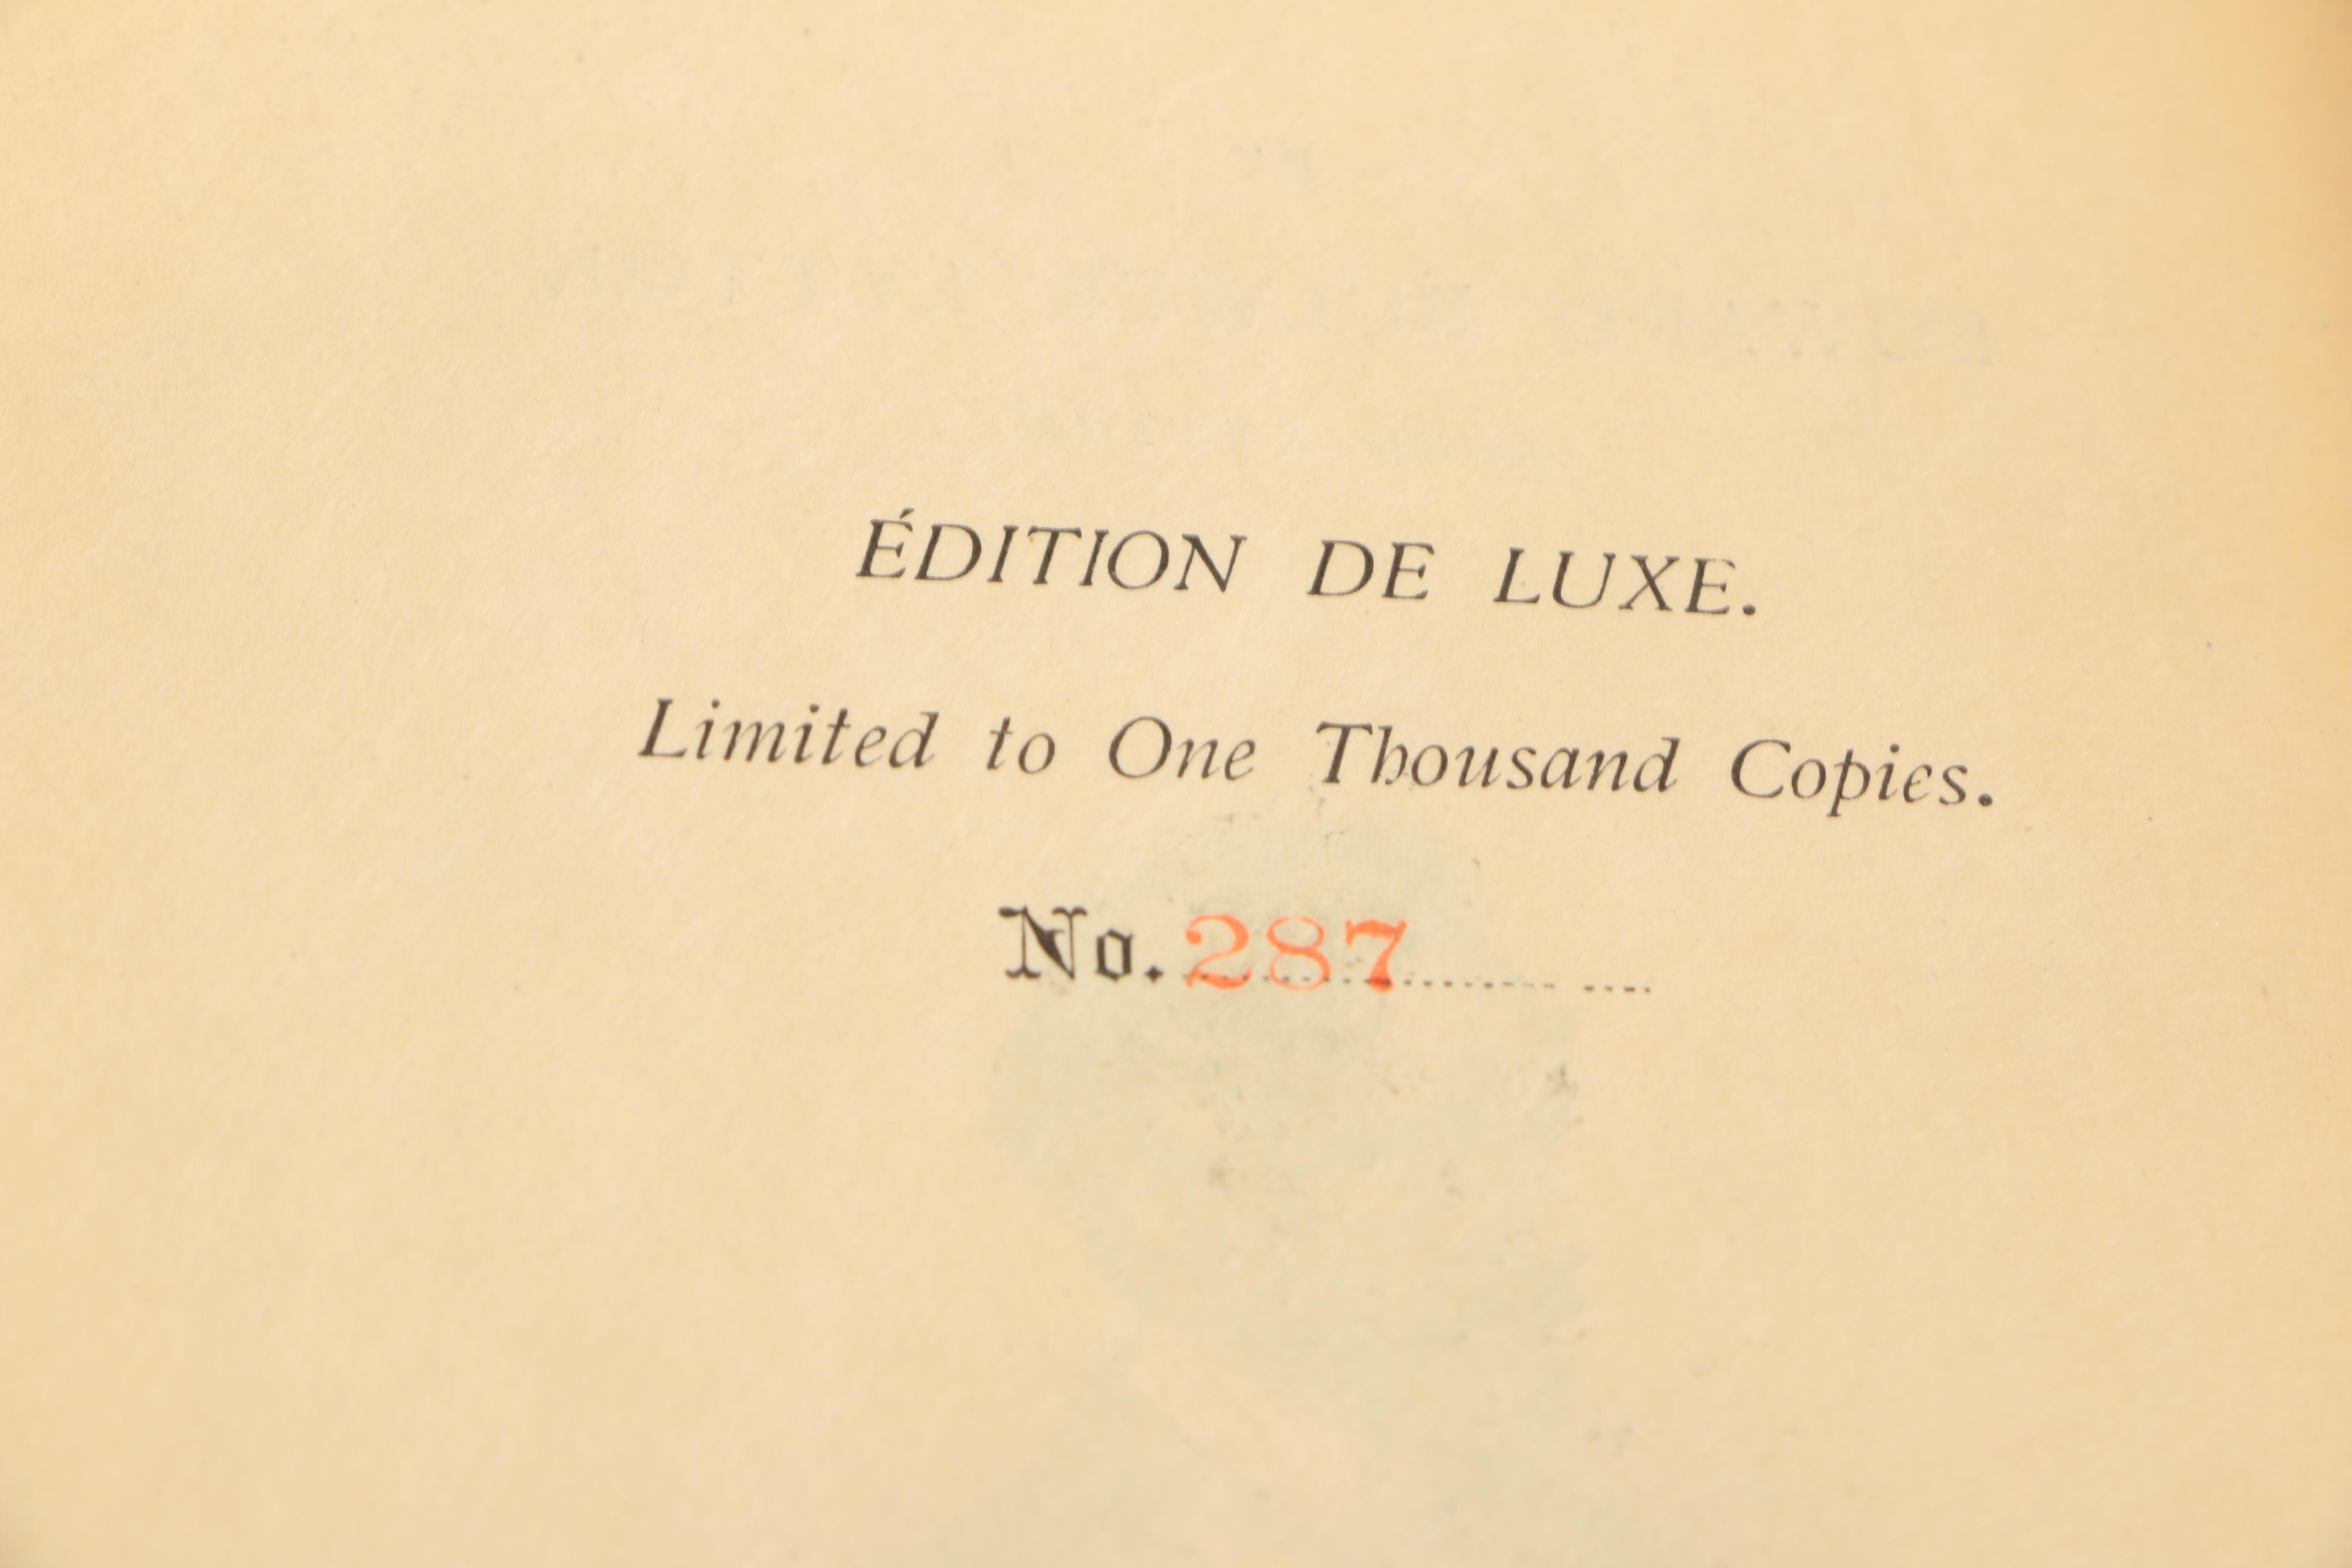 ÉDITION DE LUXE.
Limited to One Thousand Copies.
No. 287